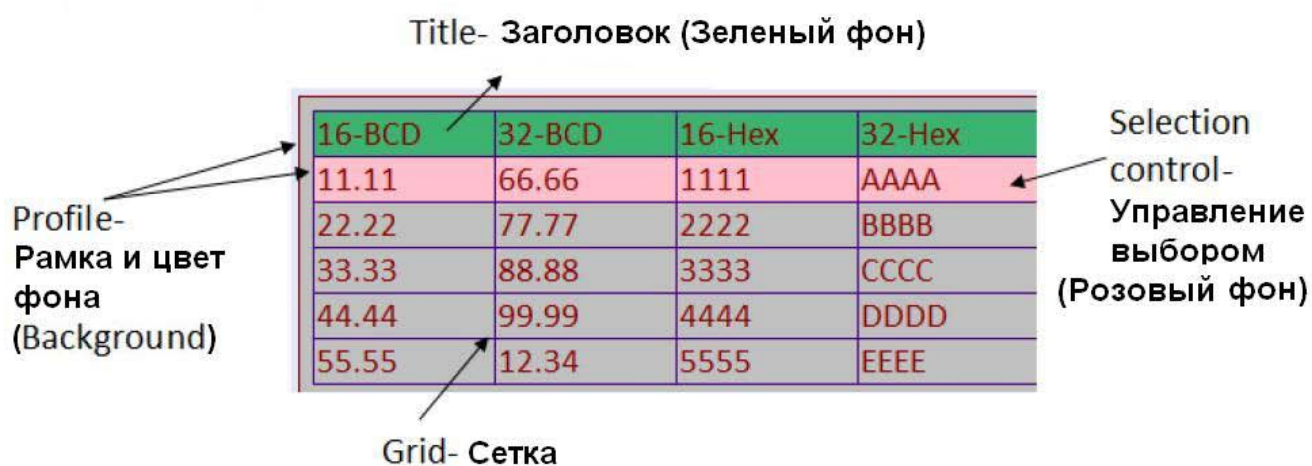 Title- Заголовок (Зеленый фон)
16-BCD 32-BCD 16-Hex 32-Hex
11.11 66.66 1111 AAAA
22.22 77.77 2222 BBBB
33.33 88.88 3333 CCCC
44.44 99.99 4444 DDDD
55.55 12.34 5555 EEEE
Profile-
Рамка и цвет
фона
(Background)
Selection
control-
Управление
выбором
(Розовый фон)
Grid- Сетка